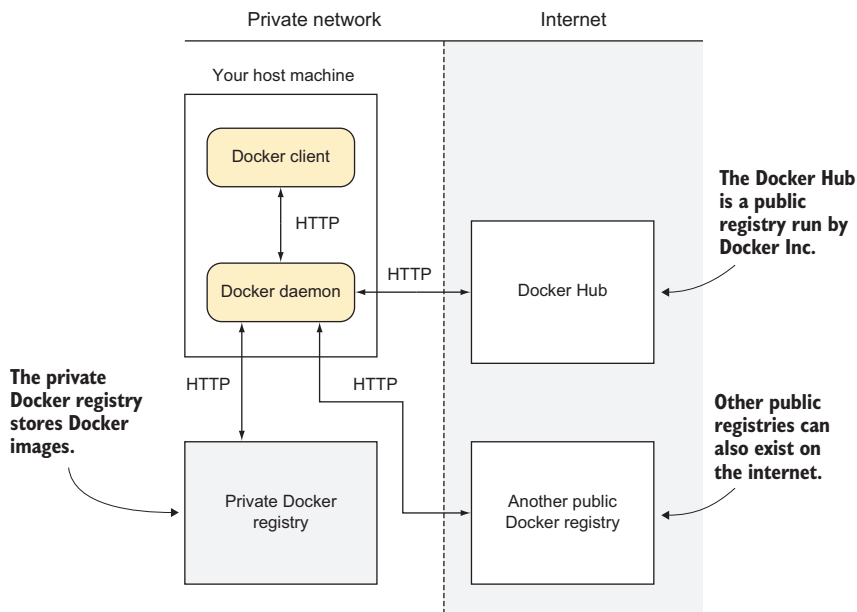 Private network
Internet
Your host machine
Docker client
HTTP
Docker daemon
HTTP
Docker Hub
The Docker Hub
is a public
registry run by
Docker Inc.
The private
Docker registry
stores Docker
images.
HTTP
HTTP
Private Docker
registry
Another public
Docker registry
Other public
registries can
also exist on
the internet.